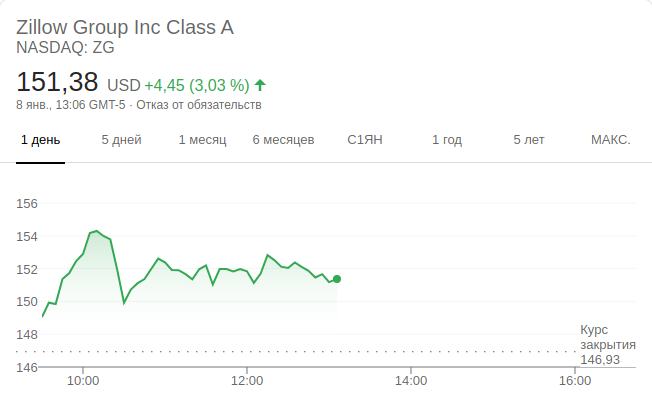 Zillow Group Inc Class A
NASDAQ: ZG
151,38 USD +4,45 (3,03 %)
8 янв., 13:06 GMT-5 · Отказ от обязательств
1 день 5 дней 1 месяц 6 месяцев С1ЯН 1 год 5 лет МАКС.
156
154
152
150
148
146
Курс
закрытия
146,93
10:00 12:00 14:00 16:00